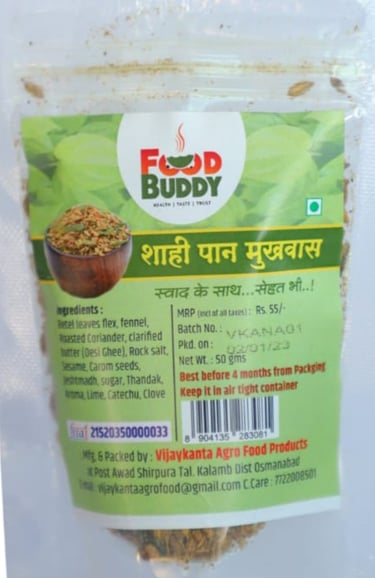 FOOD
BUDDY
HEALTH | TASTE | TRUST
शाही पान मुखवास
स्वाद के साथ...सेहत भी..!
Ingredients :
Beetel leaves flex, fennel,
Roasted Coriander, clarified
butter (Desi Ghee), Rock salt,
Sesame, Carom seeds,
Jeshtmadh, sugar, Thandak,
Aroma, Lime, Catechu, Clove
MRP (incl of all taxes) : Rs. 55/-
Batch No. : VKANA01
Pkd. on : 02/01/23
Net Wt. : 50 gms
Best before 4 months from Packging
Keep it in air tight container
fssai 21520350000033
8 904135 283081
Mfg. & Packed by : Vijaykanta Agro Food Products
Post Awad Shirpura Tal. Kalamb Dist Osmanabad
Email : vijaykantaagrofood@gmail.com C.Care : 7722008501